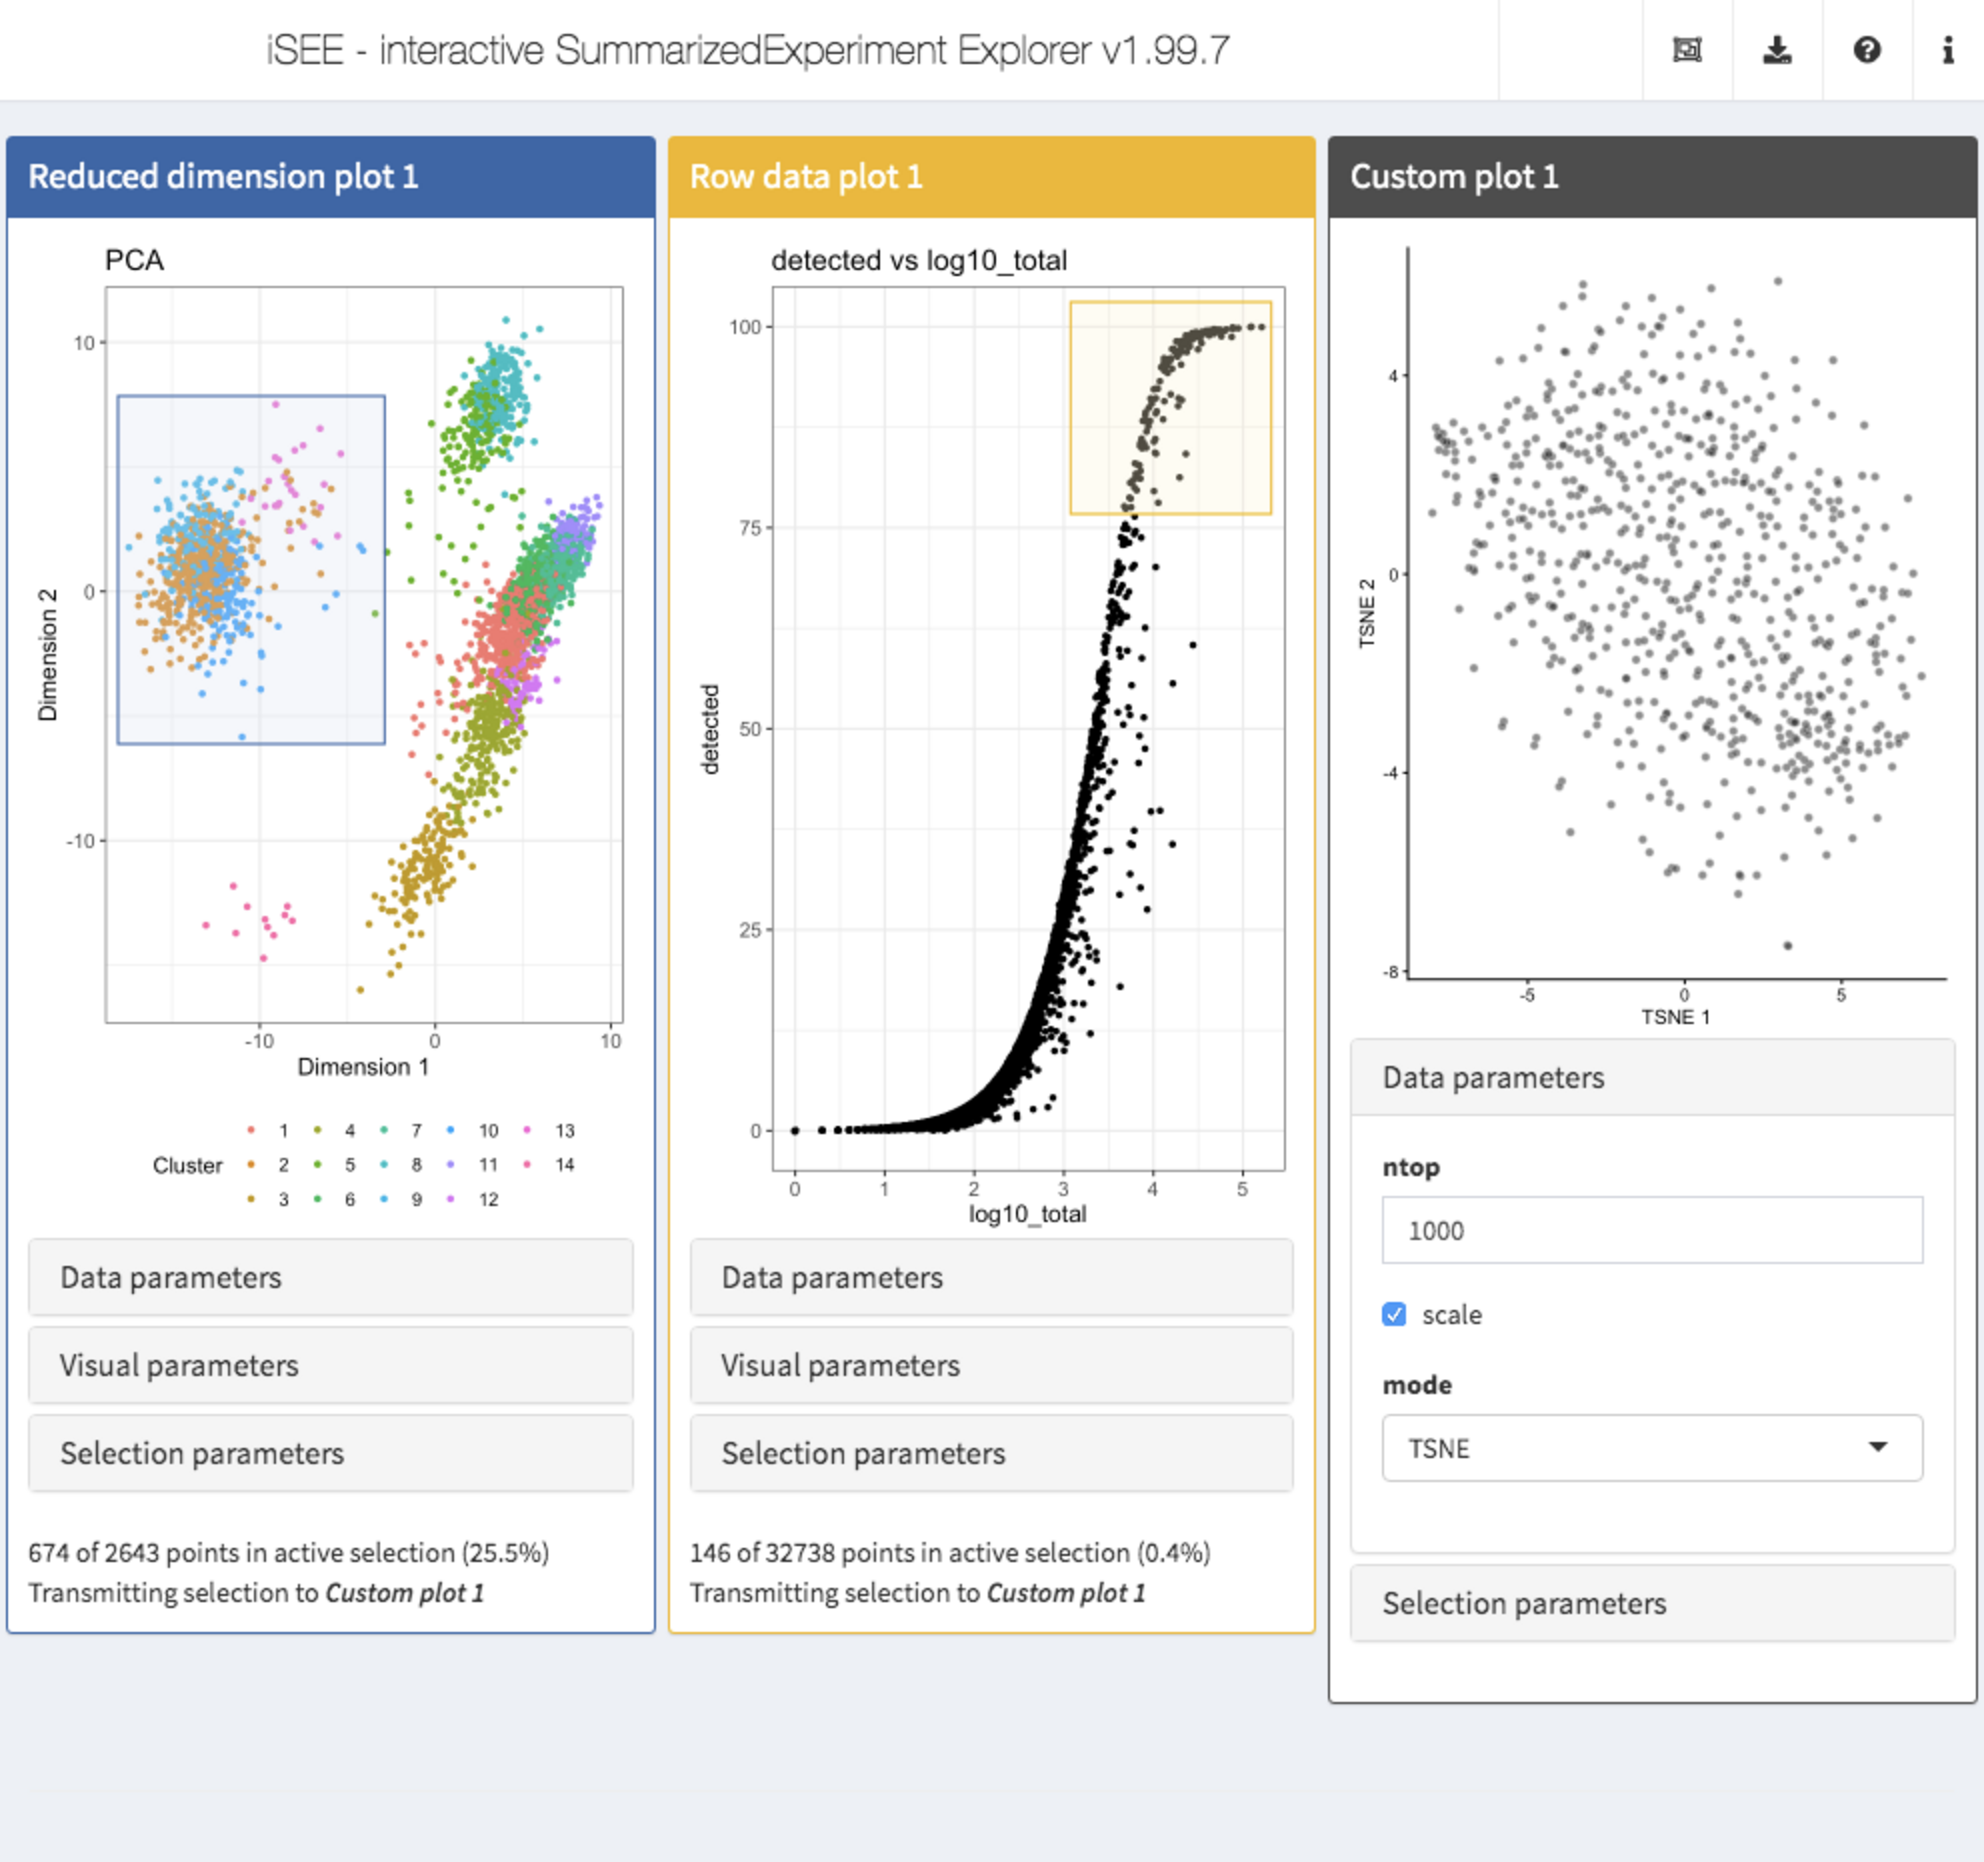 iSEE - interactive SummarizedExperiment Explorer v1.99.7
Reduced dimension plot 1
PCA
10
0
-10
Dimension 2
-10 0 10
Dimension 1
Cluster
1 4 7 10 13
2 5 8 11 14
3 6 9 12
Data parameters
Visual parameters
Selection parameters
674 of 2643 points in active selection (25.5%)
Transmitting selection to Custom plot 1
Row data plot 1
detected vs log10_total
100
75
50
25
0
detected
0 1 2 3 4 5
log10_total
Data parameters
Visual parameters
Selection parameters
146 of 32738 points in active selection (0.4%)
Transmitting selection to Custom plot 1
Custom plot 1
4
0
-4
-8
TSNE 2
-5 0 5
TSNE 1
Data parameters
ntop
1000
scale
mode
TSNE
Selection parameters